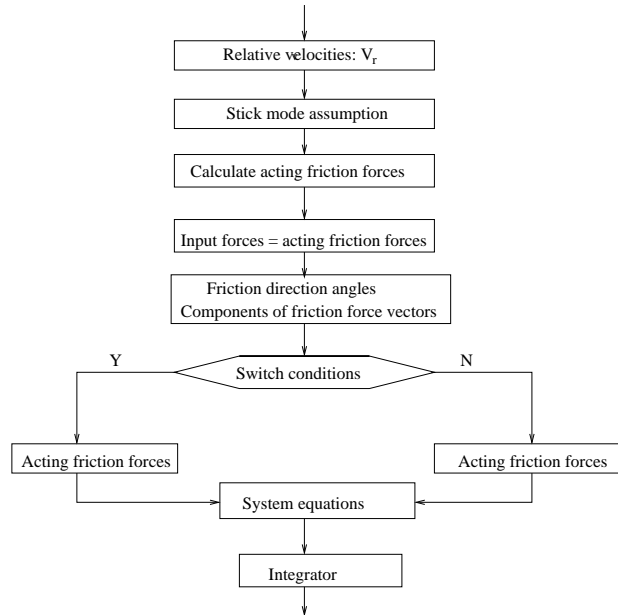 Relative velocities: Vr
Stick mode assumption
Calculate acting friction forces
Input forces = acting friction forces
Friction direction angles
Components of friction force vectors
Y
N
Switch conditions
Acting friction forces
Acting friction forces
System equations
Integrator